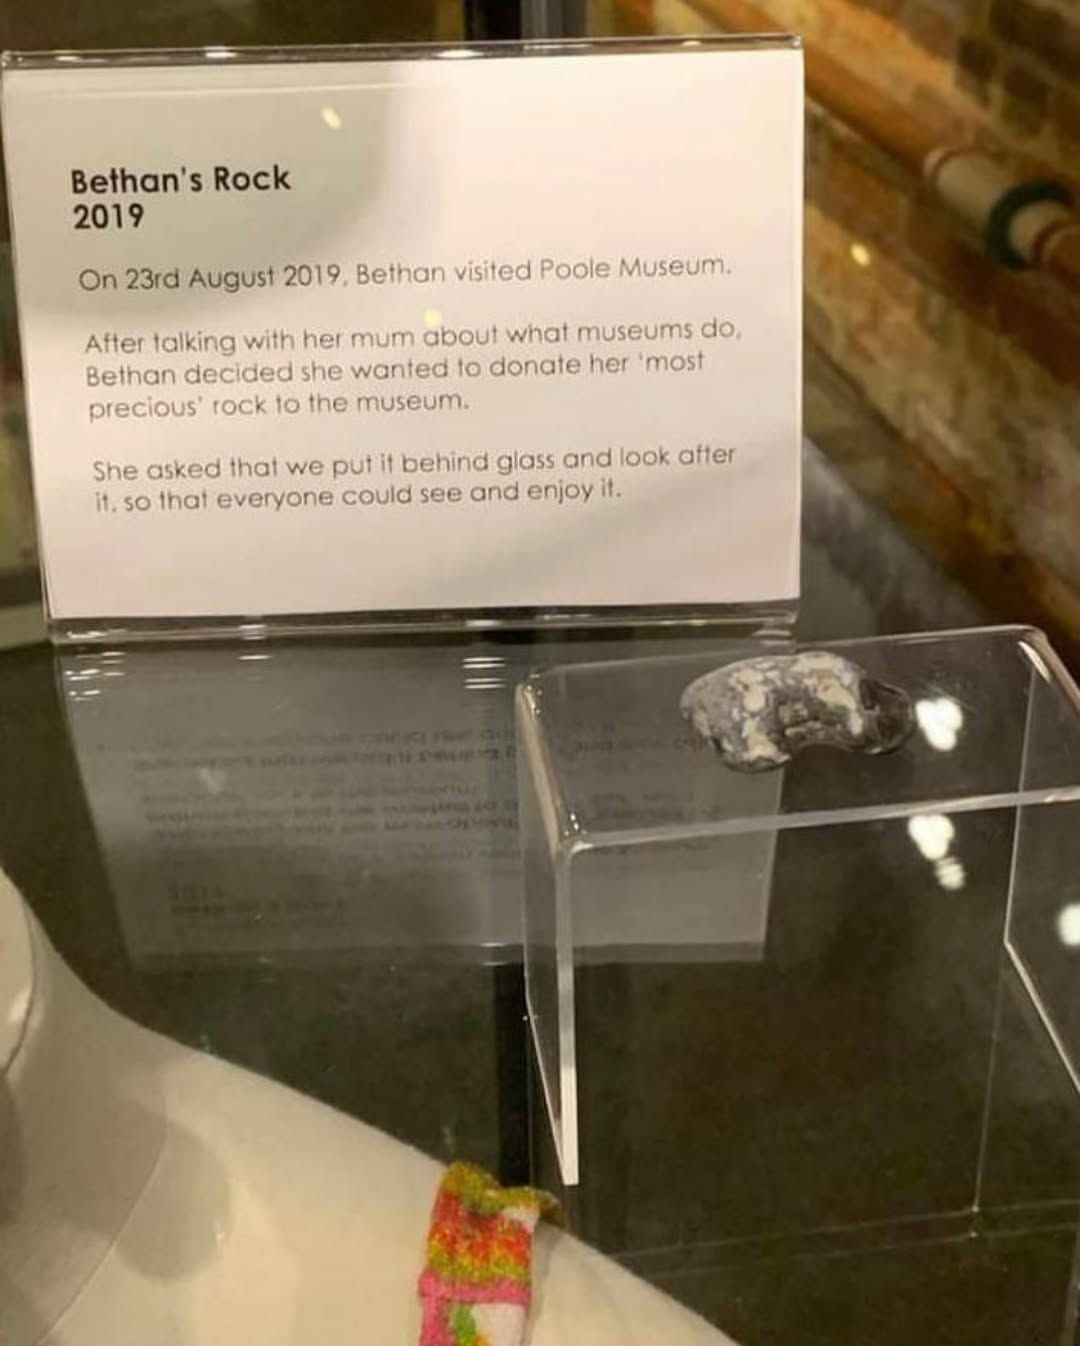 Bethan's Rock
2019
On 23rd August 2019, Bethan visited Poole Museum.
After talking with her mum about what museums do,
Bethan decided she wanted to donate her 'most
precious' rock to the museum.
She asked that we put it behind glass and look after
it, so that everyone could see and enjoy it.